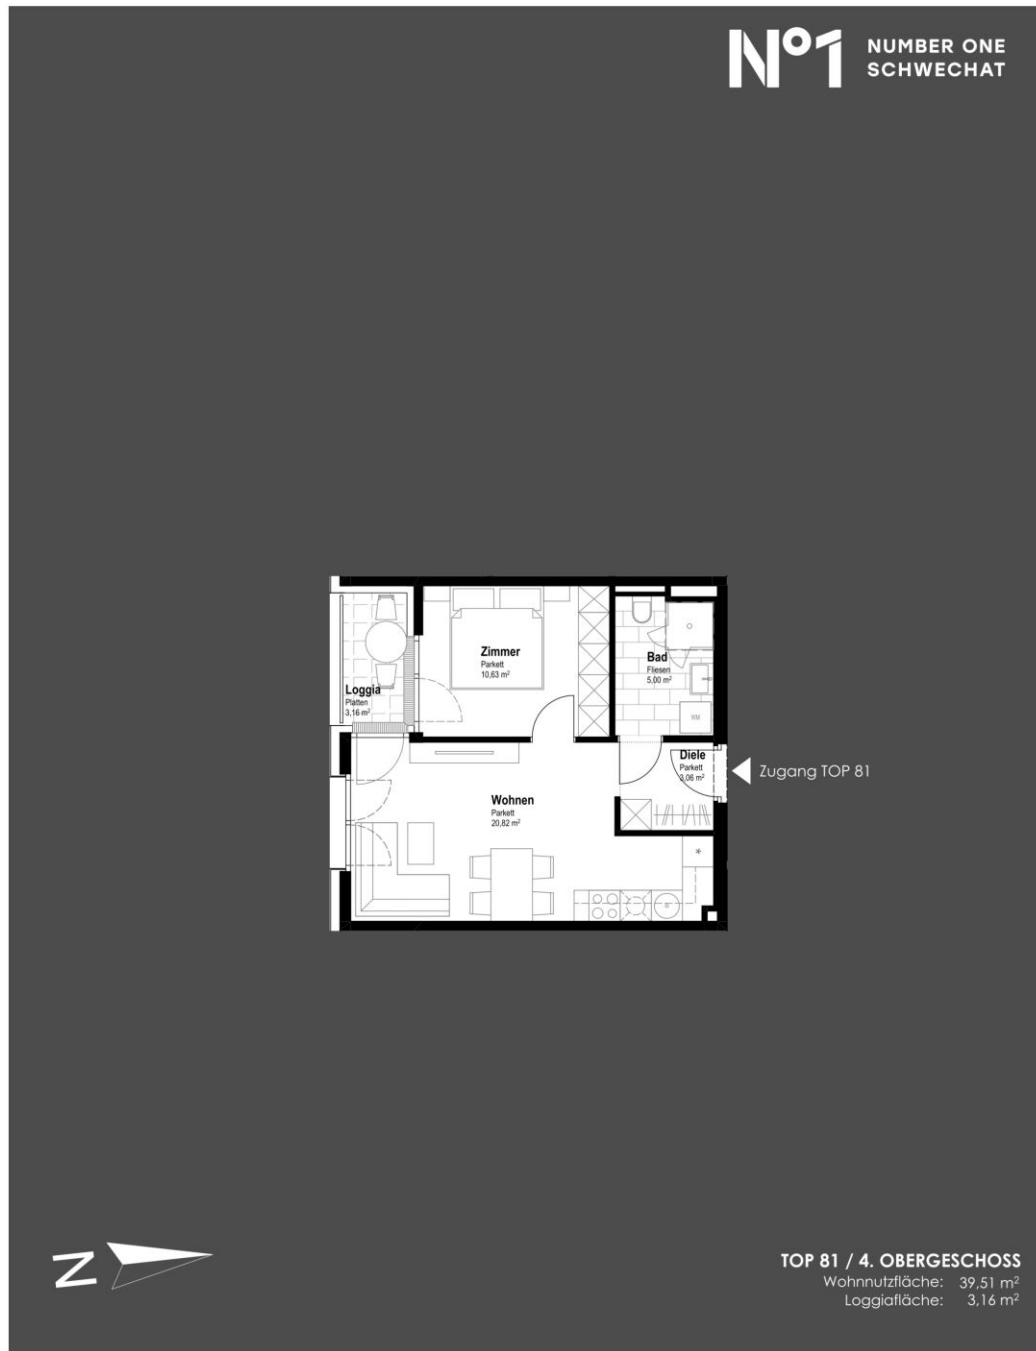 Nº1
NUMBER ONE
SCHWECHAT
Zimmer
Parkett
10,63 m²
Bad
Fliesen
5,00 m²
Loggia
Platten
3,16 m²
WM
Diele
Parkett
3,06 m²
Zugang TOP 81
Wohnen
Parkett
20,82 m²
N
TOP 81 / 4. OBERGESCHOSS
Wohnnutzfläche: 39,51 m²
Loggiafläche: 3,16 m²